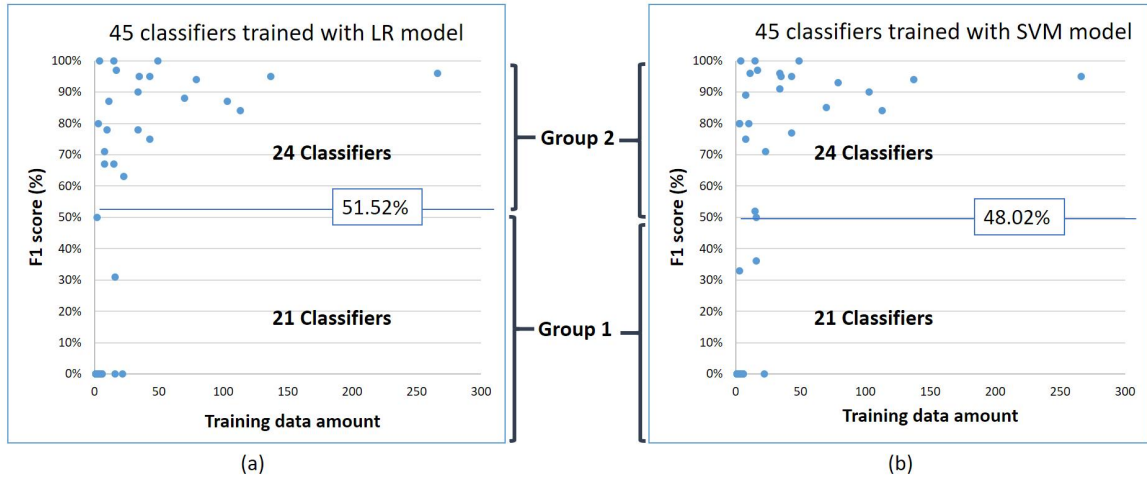 45 classifiers trained with LR model
100%
90%
80%
70%
60%
50%
40%
30%
20%
10%
0%
F1 score (%)
24 Classifiers
51.52%
21 Classifiers
0 50 100 150 200 250 300
Training data amount
(a)
Group 2
Group 1
45 classifiers trained with SVM model
100%
90%
80%
70%
60%
50%
40%
30%
20%
10%
0%
F1 score (%)
24 Classifiers
48.02%
21 Classifiers
0 50 100 150 200 250 300
Training data amount
(b)